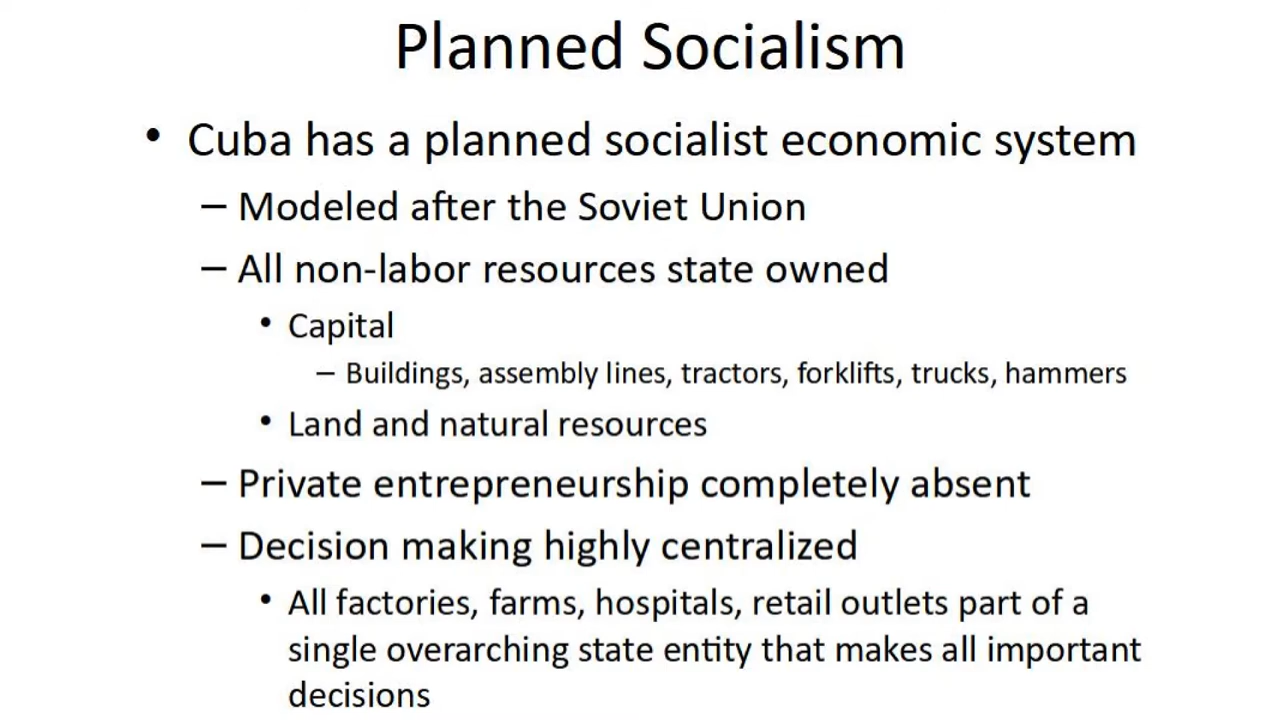 Planned Socialism
• Cuba has a planned socialist economic system
– Modeled after the Soviet Union
– All non-labor resources state owned
• Capital
– Buildings, assembly lines, tractors, forklifts, trucks, hammers
• Land and natural resources
– Private entrepreneurship completely absent
– Decision making highly centralized
• All factories, farms, hospitals, retail outlets part of a
single overarching state entity that makes all important
decisions